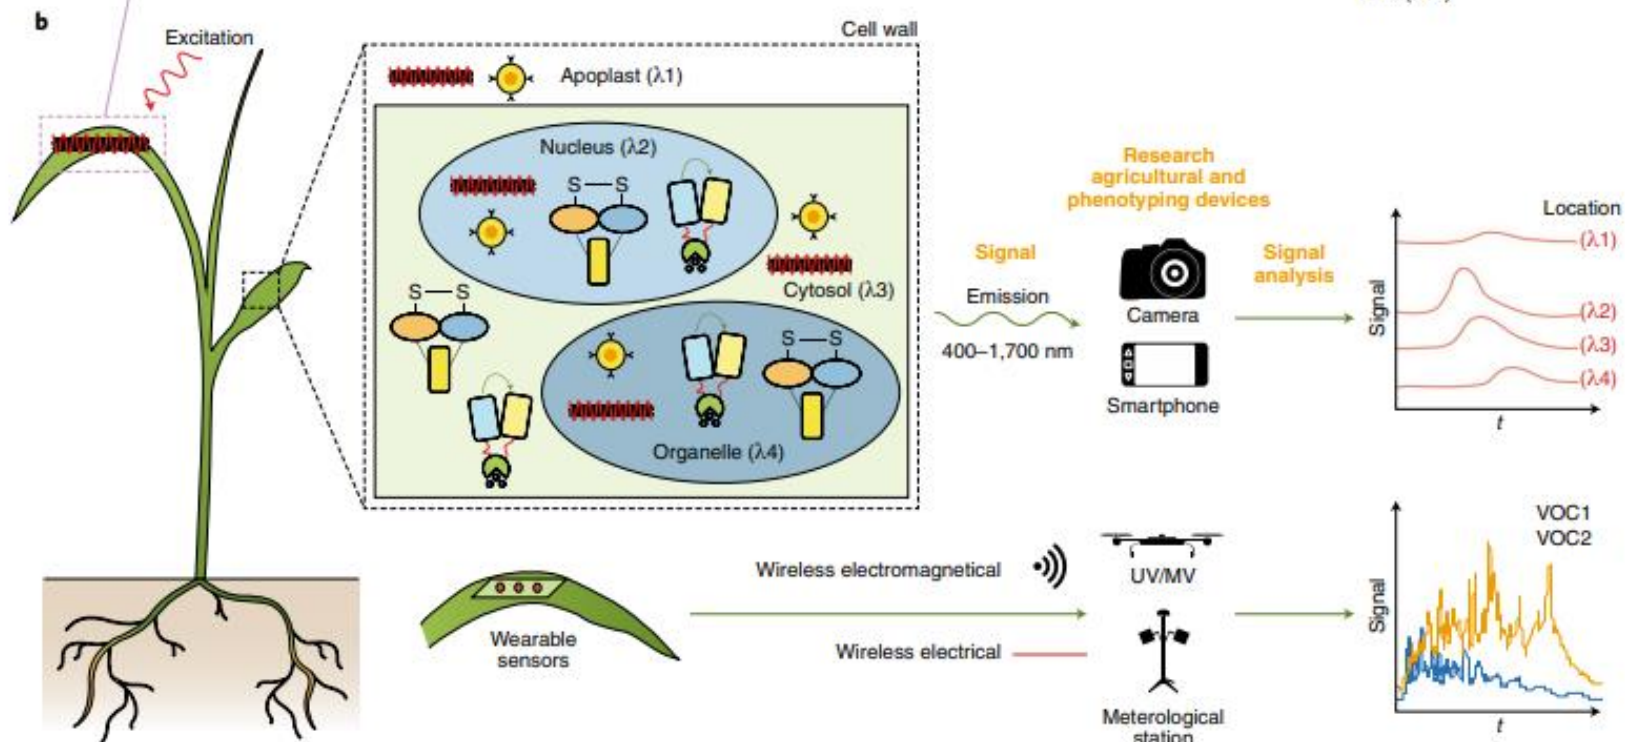 b
Excitation
Cell wall
Apoplast (λ1)
Nucleus (λ2)
S—S
Cytosol (λ3)
S—S
S—S
Organelle (λ4)
Signal
Emission
400–1,700 nm
Research
agricultural and
phenotyping devices
Camera
Smartphone
Signal
analysis
Signal
Location
(λ1)
(λ2)
(λ3)
(λ4)
t
Wearable
sensors
Wireless electromagnetical
Wireless electrical
UV/MV
Meterological
station
Signal
VOC1
VOC2
t